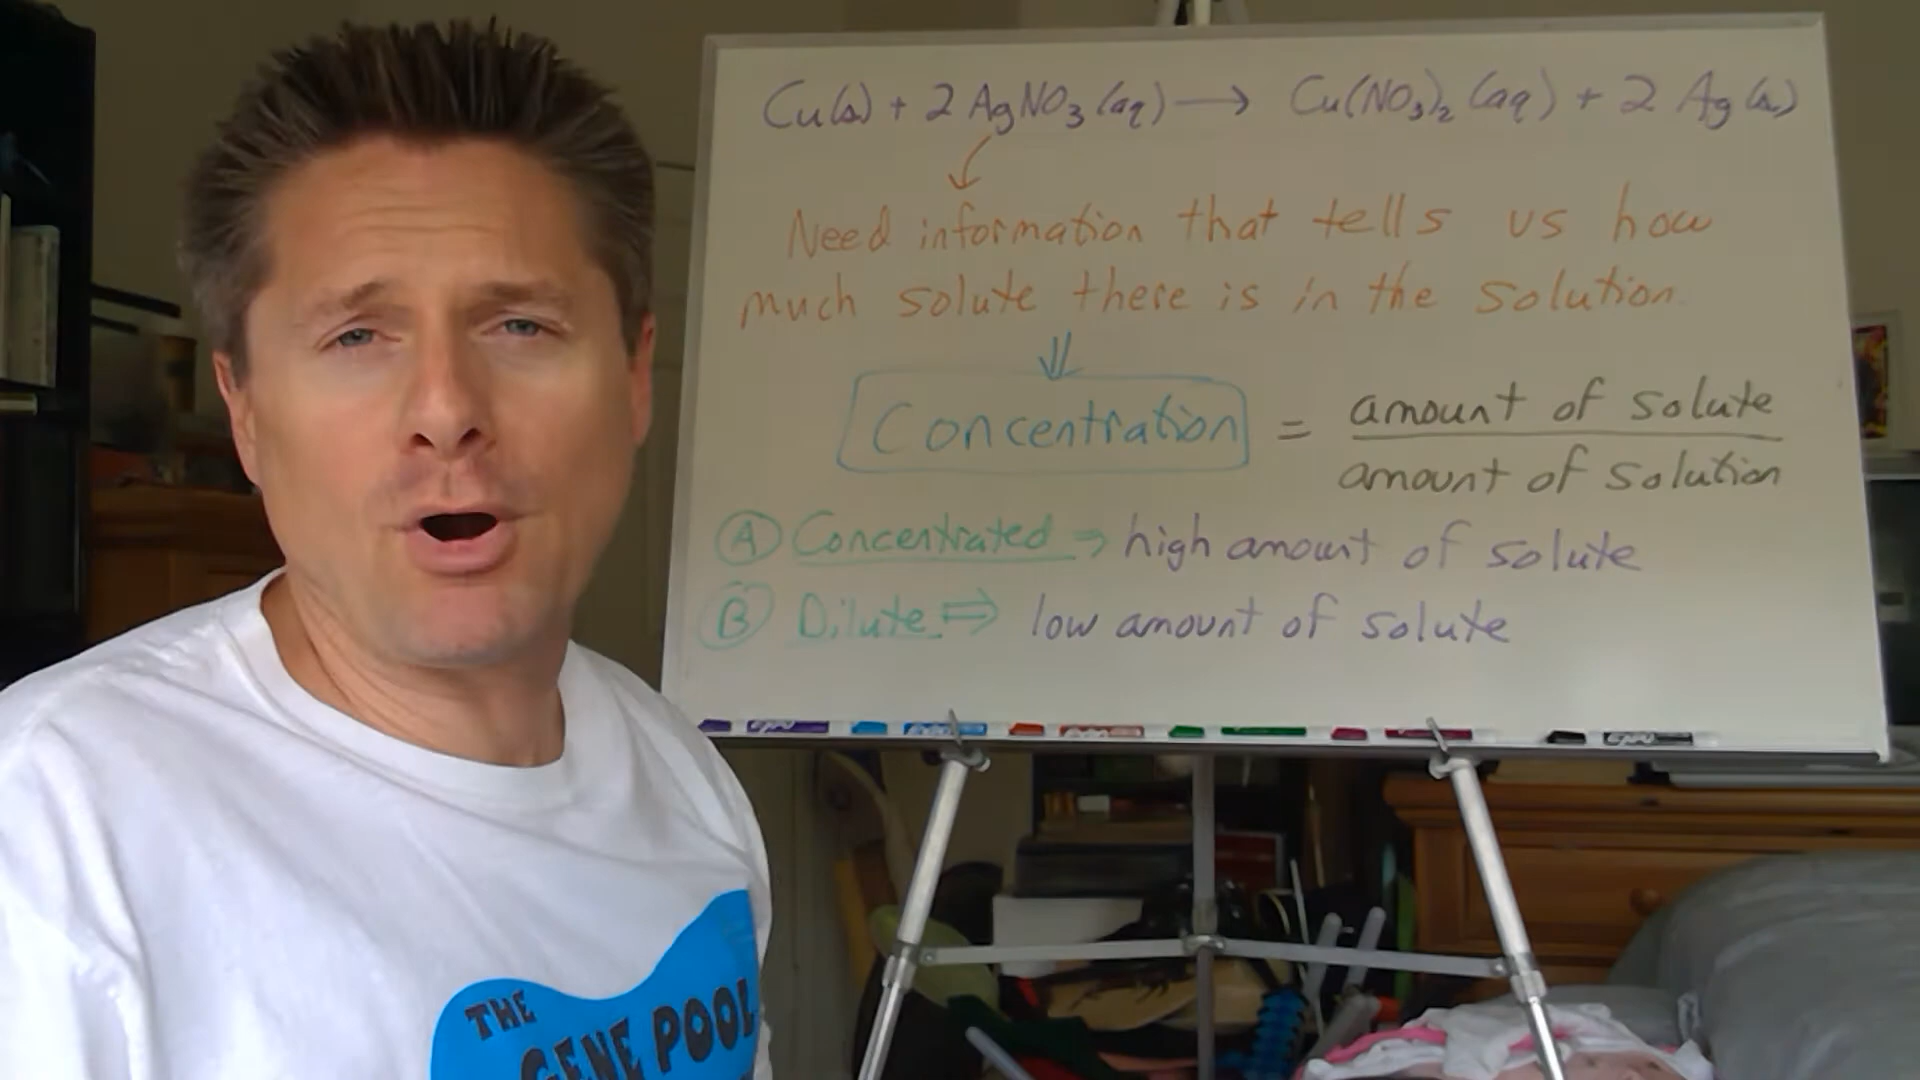 Cu(s) + 2 AgNO₃ (aq) → Cu(NO₃)₂ (aq) + 2 Ag (s)
Need information that tells us how
much solute there is in the solution
⇓
Concentration = amount of solute
amount of solution
Ⓐ Concentrated ⇒ high amount of solute
Ⓑ Dilute ⇒ low amount of solute
EXPO
THE
GENE POOL